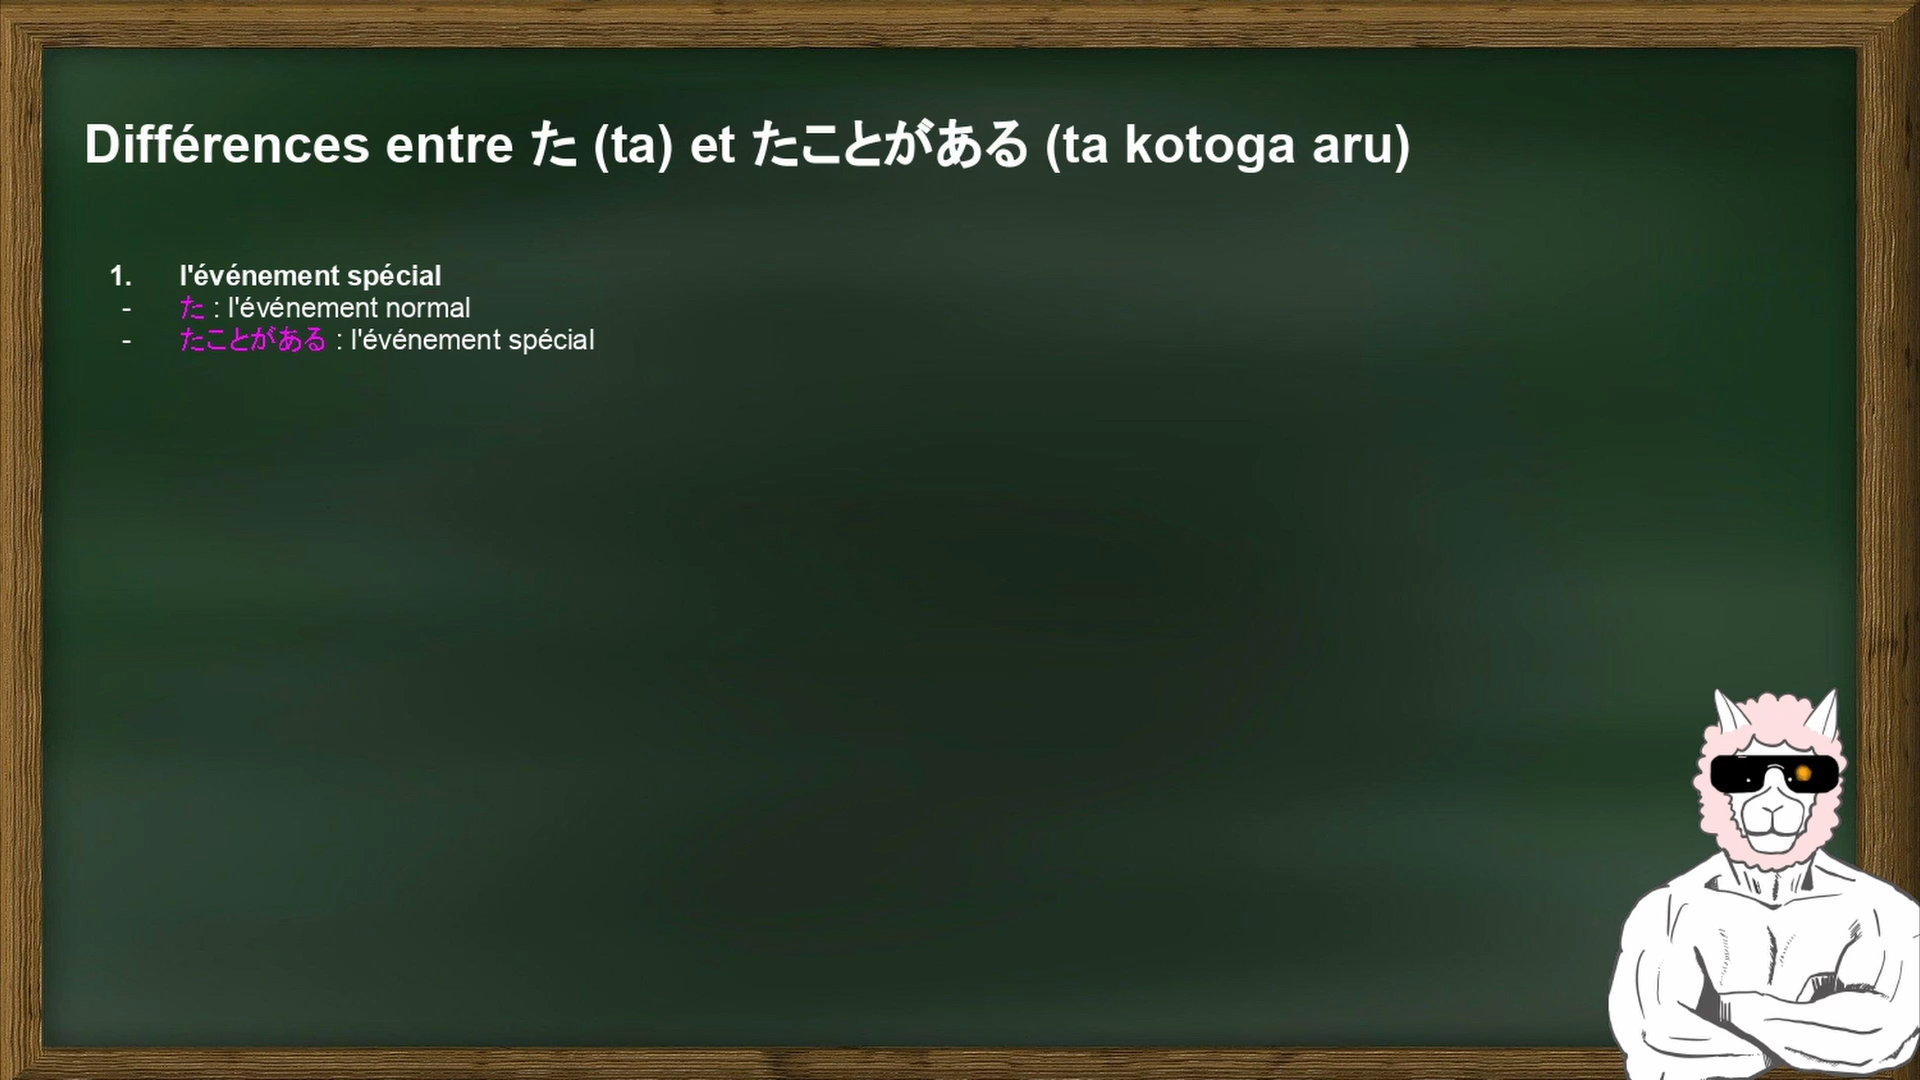 Différences entre た (ta) et たことがある (ta kotoga aru)
1. l'événement spécial
- た : l'événement normal
- たことがある : l'événement spécial